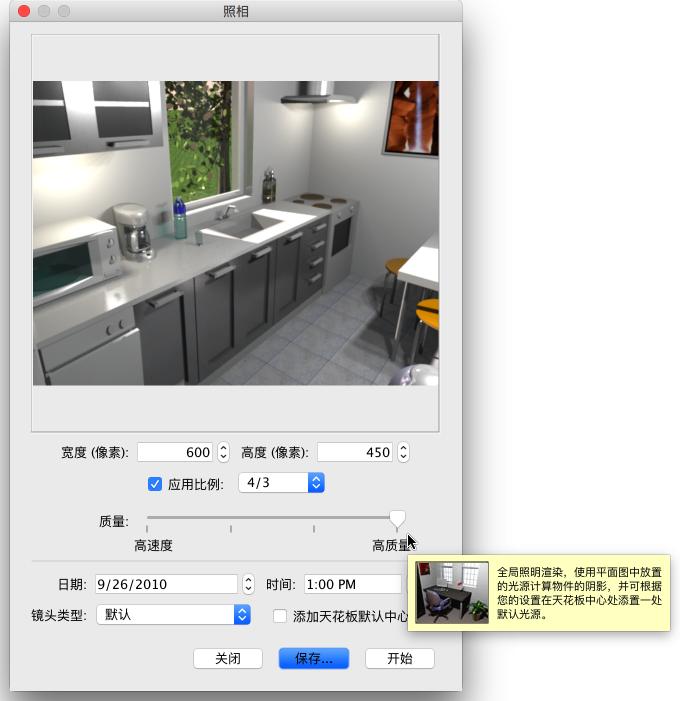 照相
宽度 (像素): 600 高度 (像素): 450
应用比例: 4/3
质量:
高速度 高质量
全局照明渲染，使用平面图中放置
的光源计算物件的阴影，并可根据
您的设置在天花板中心处添置一处
默认光源。
日期: 9/26/2010 时间: 1:00 PM
镜头类型: 默认 添加天花板默认中心
关闭 保存... 开始